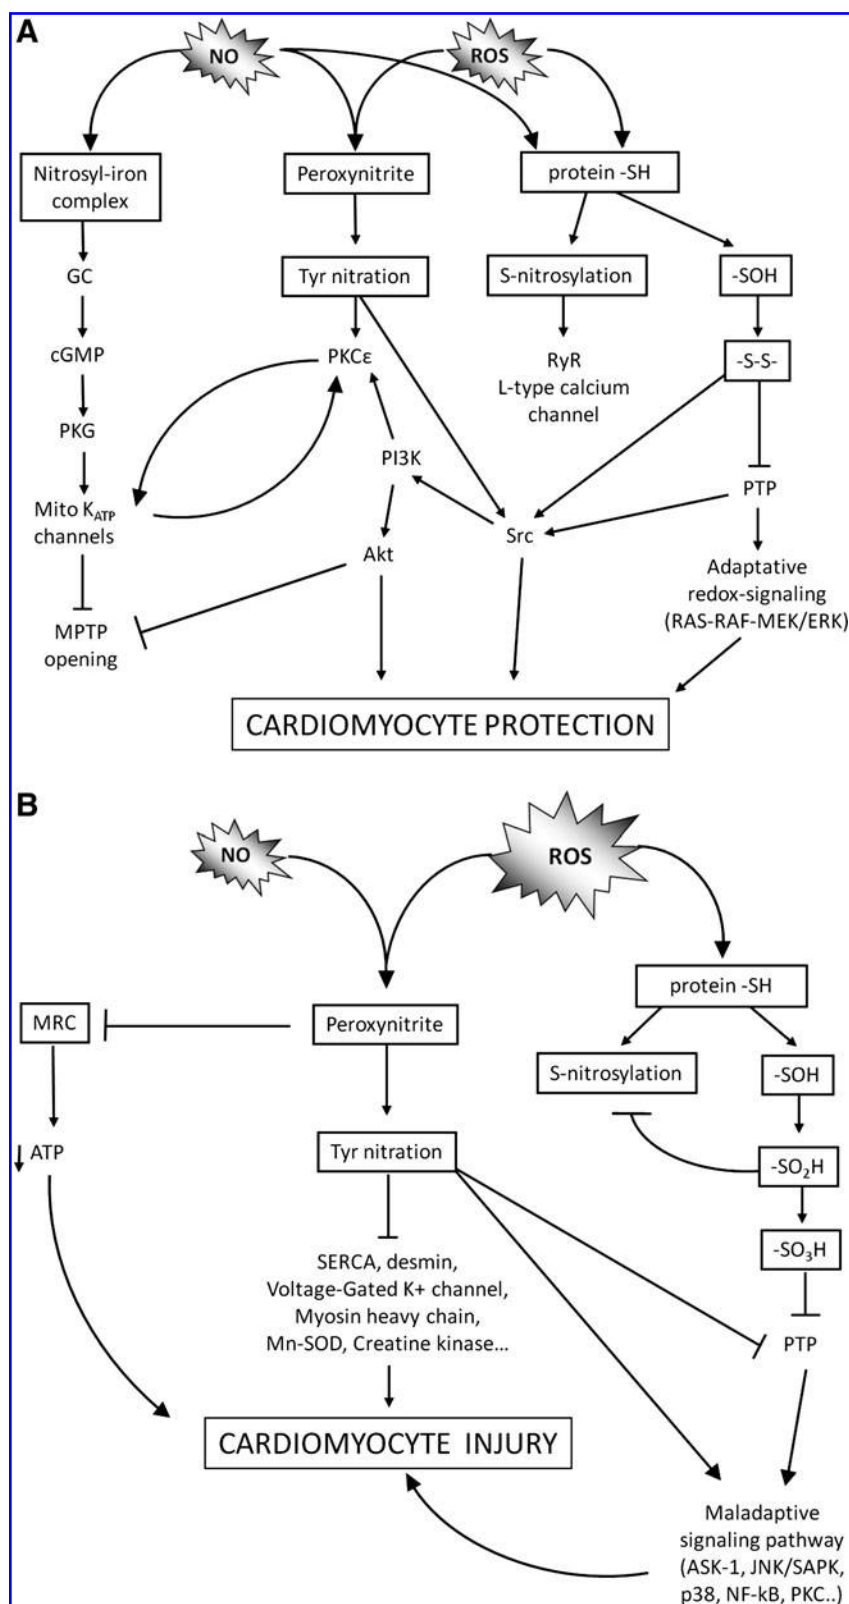 A
NO
ROS
Nitrosyl-iron
complex
Peroxynitrite
protein -SH
GC
Tyr nitration
S-nitrosylation
-SOH
cGMP
PKCε
RyR
L-type calcium
channel
-S-S-
PKG
PI3K
PTP
Mito KATP
channels
Src
Akt
Adaptative
redox-signaling
(RAS-RAF-MEK/ERK)
MPTP
opening
CARDIOMYOCYTE PROTECTION
B
NO
ROS
protein -SH
MRC
Peroxynitrite
S-nitrosylation
-SOH
ATP
Tyr nitration
-SO2H
-SO3H
SERCA, desmin,
Voltage-Gated K+ channel,
Myosin heavy chain,
Mn-SOD, Creatine kinase...
PTP
CARDIOMYOCYTE INJURY
Maladaptive
signaling pathway
(ASK-1, JNK/SAPK,
p38, NF-kB, PKC..)